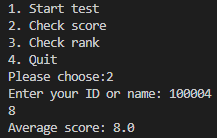 1. Start test
2. Check score
3. Check rank
4. Quit
Please choose:2
Enter your ID or name: 100004
8
Average score: 8.0